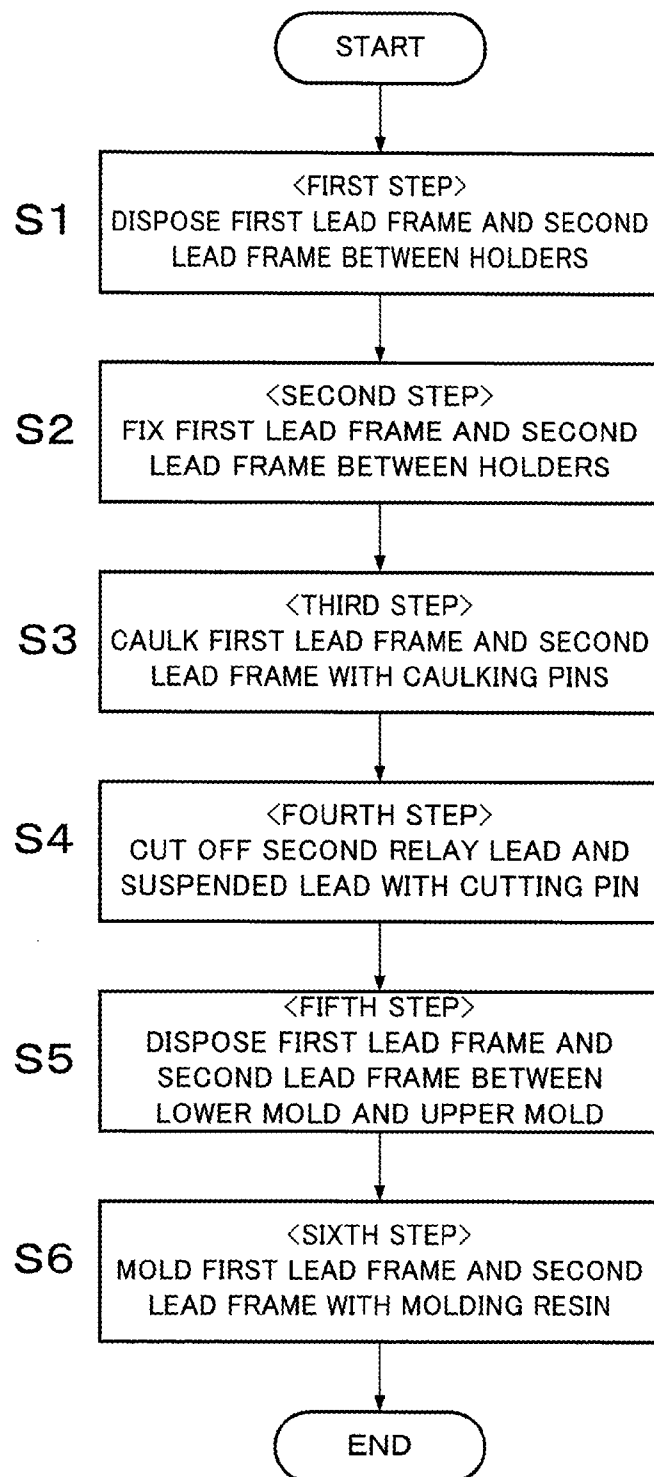 START
S1
<FIRST STEP>
DISPOSE FIRST LEAD FRAME AND SECOND
LEAD FRAME BETWEEN HOLDERS
S2
<SECOND STEP>
FIX FIRST LEAD FRAME AND SECOND
LEAD FRAME BETWEEN HOLDERS
S3
<THIRD STEP>
CAULK FIRST LEAD FRAME AND SECOND
LEAD FRAME WITH CAULKING PINS
S4
<FOURTH STEP>
CUT OFF SECOND RELAY LEAD AND
SUSPENDED LEAD WITH CUTTING PIN
S5
<FIFTH STEP>
DISPOSE FIRST LEAD FRAME AND
SECOND LEAD FRAME BETWEEN
LOWER MOLD AND UPPER MOLD
S6
<SIXTH STEP>
MOLD FIRST LEAD FRAME AND SECOND
LEAD FRAME WITH MOLDING RESIN
END